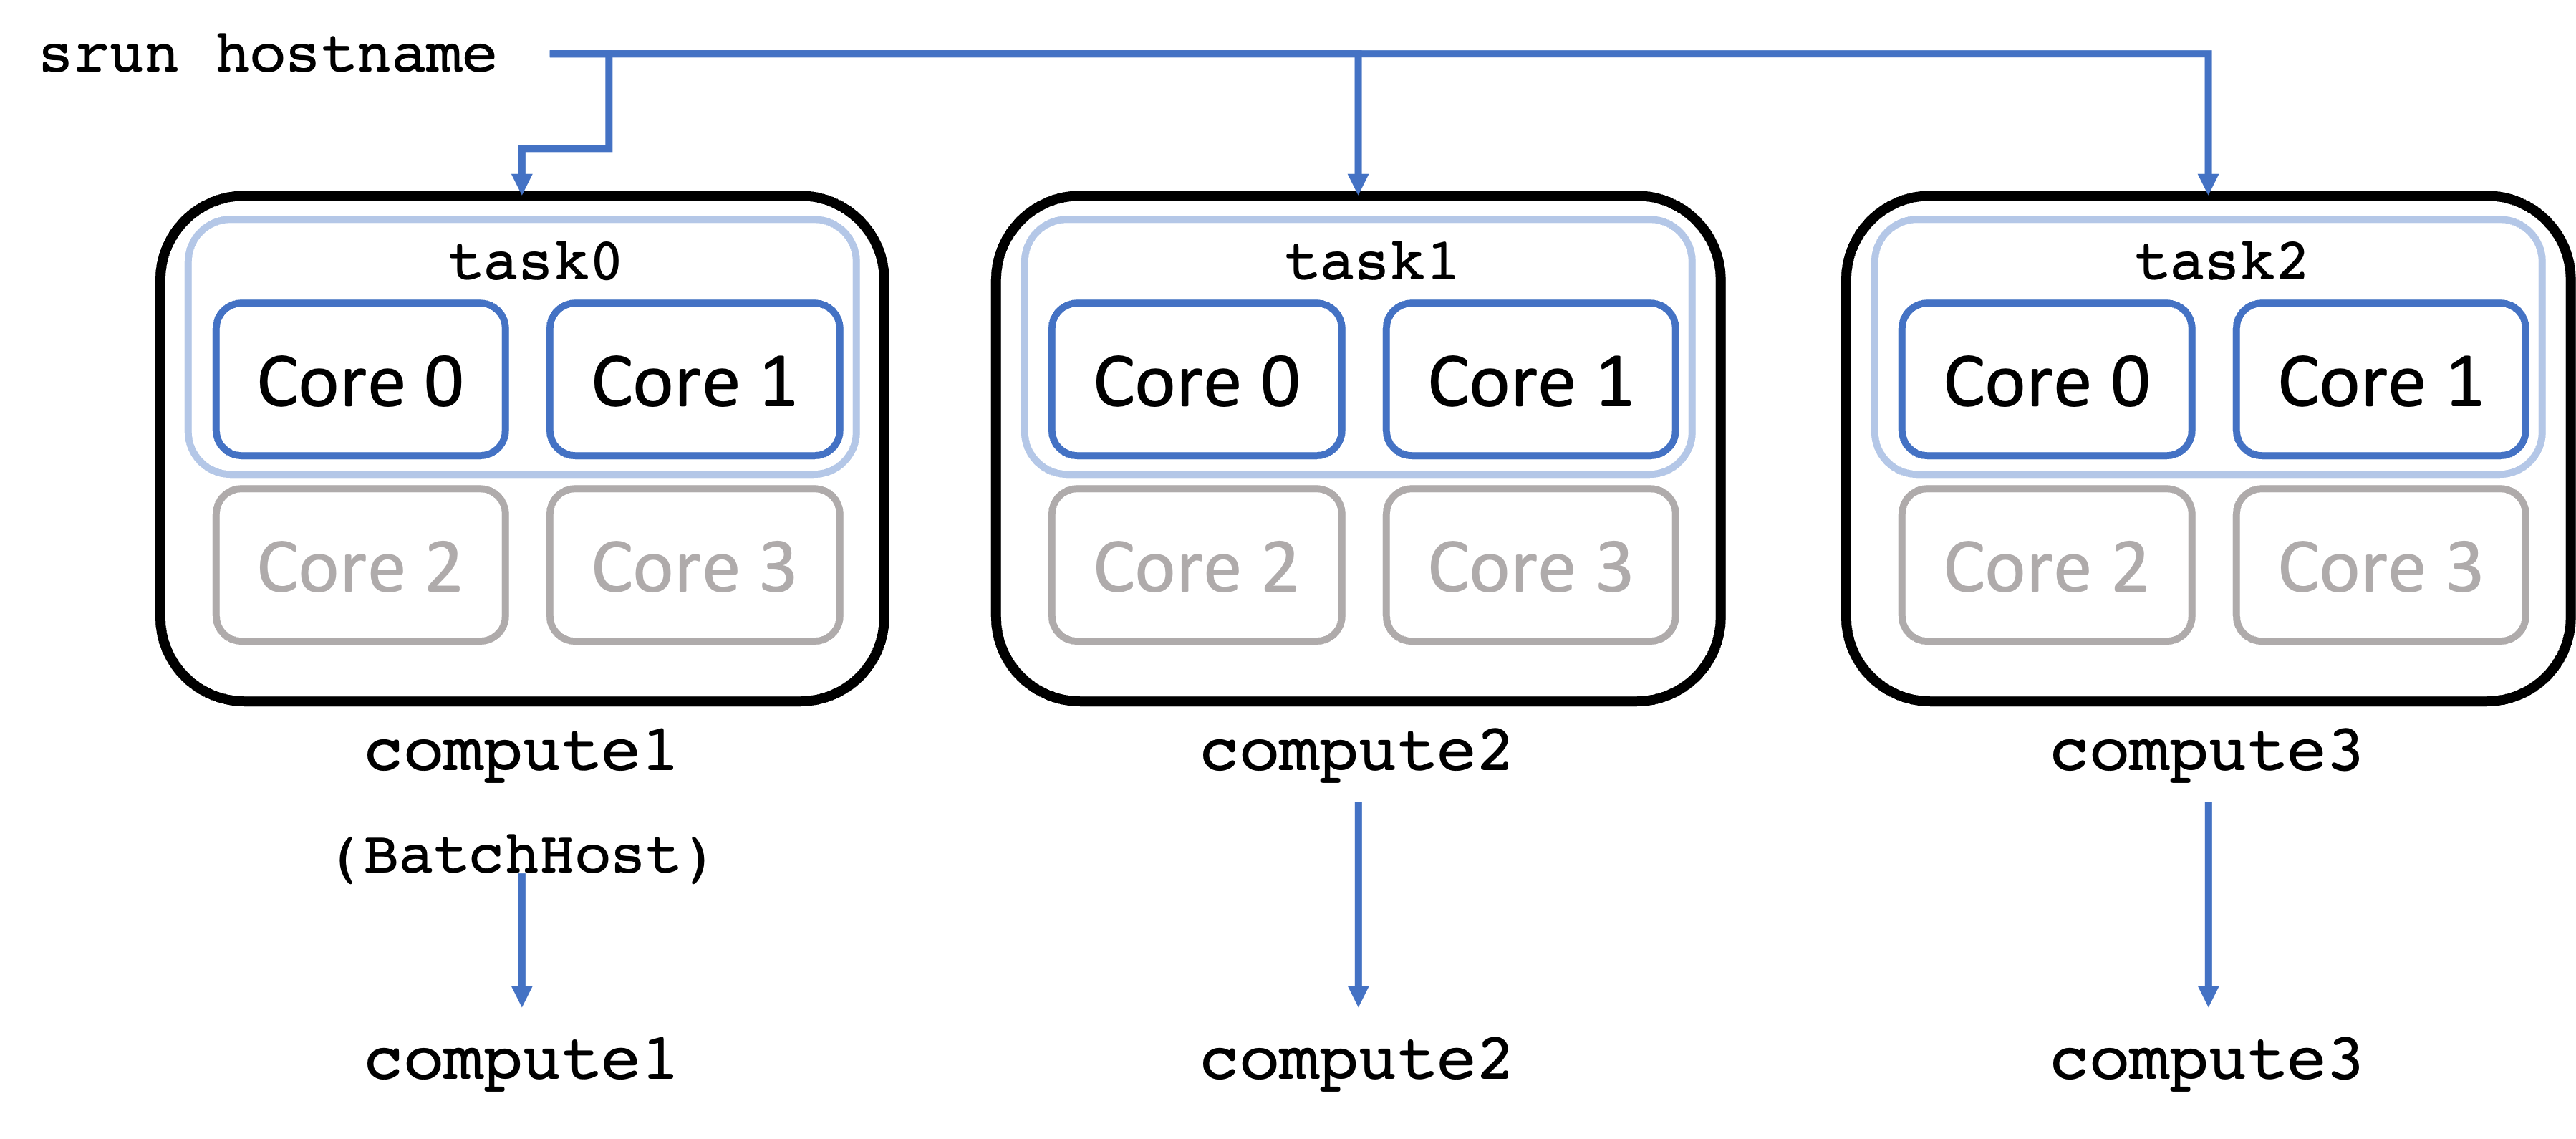 srun hostname
task0
Core 0 Core 1
Core 2 Core 3
compute1
(BatchHost)
compute1
task1
Core 0 Core 1
Core 2 Core 3
compute2
compute2
task2
Core 0 Core 1
Core 2 Core 3
compute3
compute3